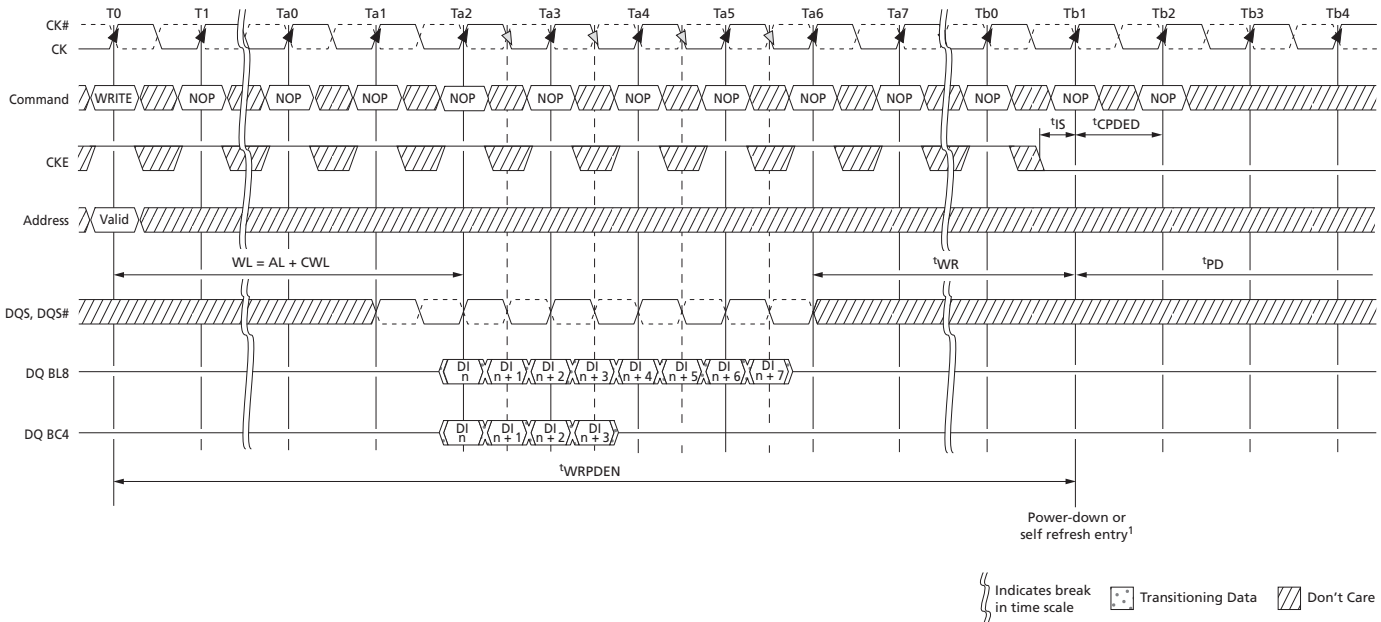 T0 T1 Ta0 Ta1 Ta2 Ta3 Ta4 Ta5 Ta6 Ta7 Tb0 Tb1 Tb2 Tb3 Tb4
CK#
CK
Command WRITE NOP NOP NOP NOP NOP NOP NOP NOP NOP NOP NOP NOP
tIS tCPDED
CKE
Address Valid
WL = AL + CWL tWR tPD
DQS, DQS#
DQ BL8 DI n DI n + 1 DI n + 2 DI n + 3 DI n + 4 DI n + 5 DI n + 6 DI n + 7
DQ BC4 DI n DI n + 1 DI n + 2 DI n + 3
tWRPDEN
Power-down or
self refresh entry1
Indicates break
in time scale
Transitioning Data
Don't Care